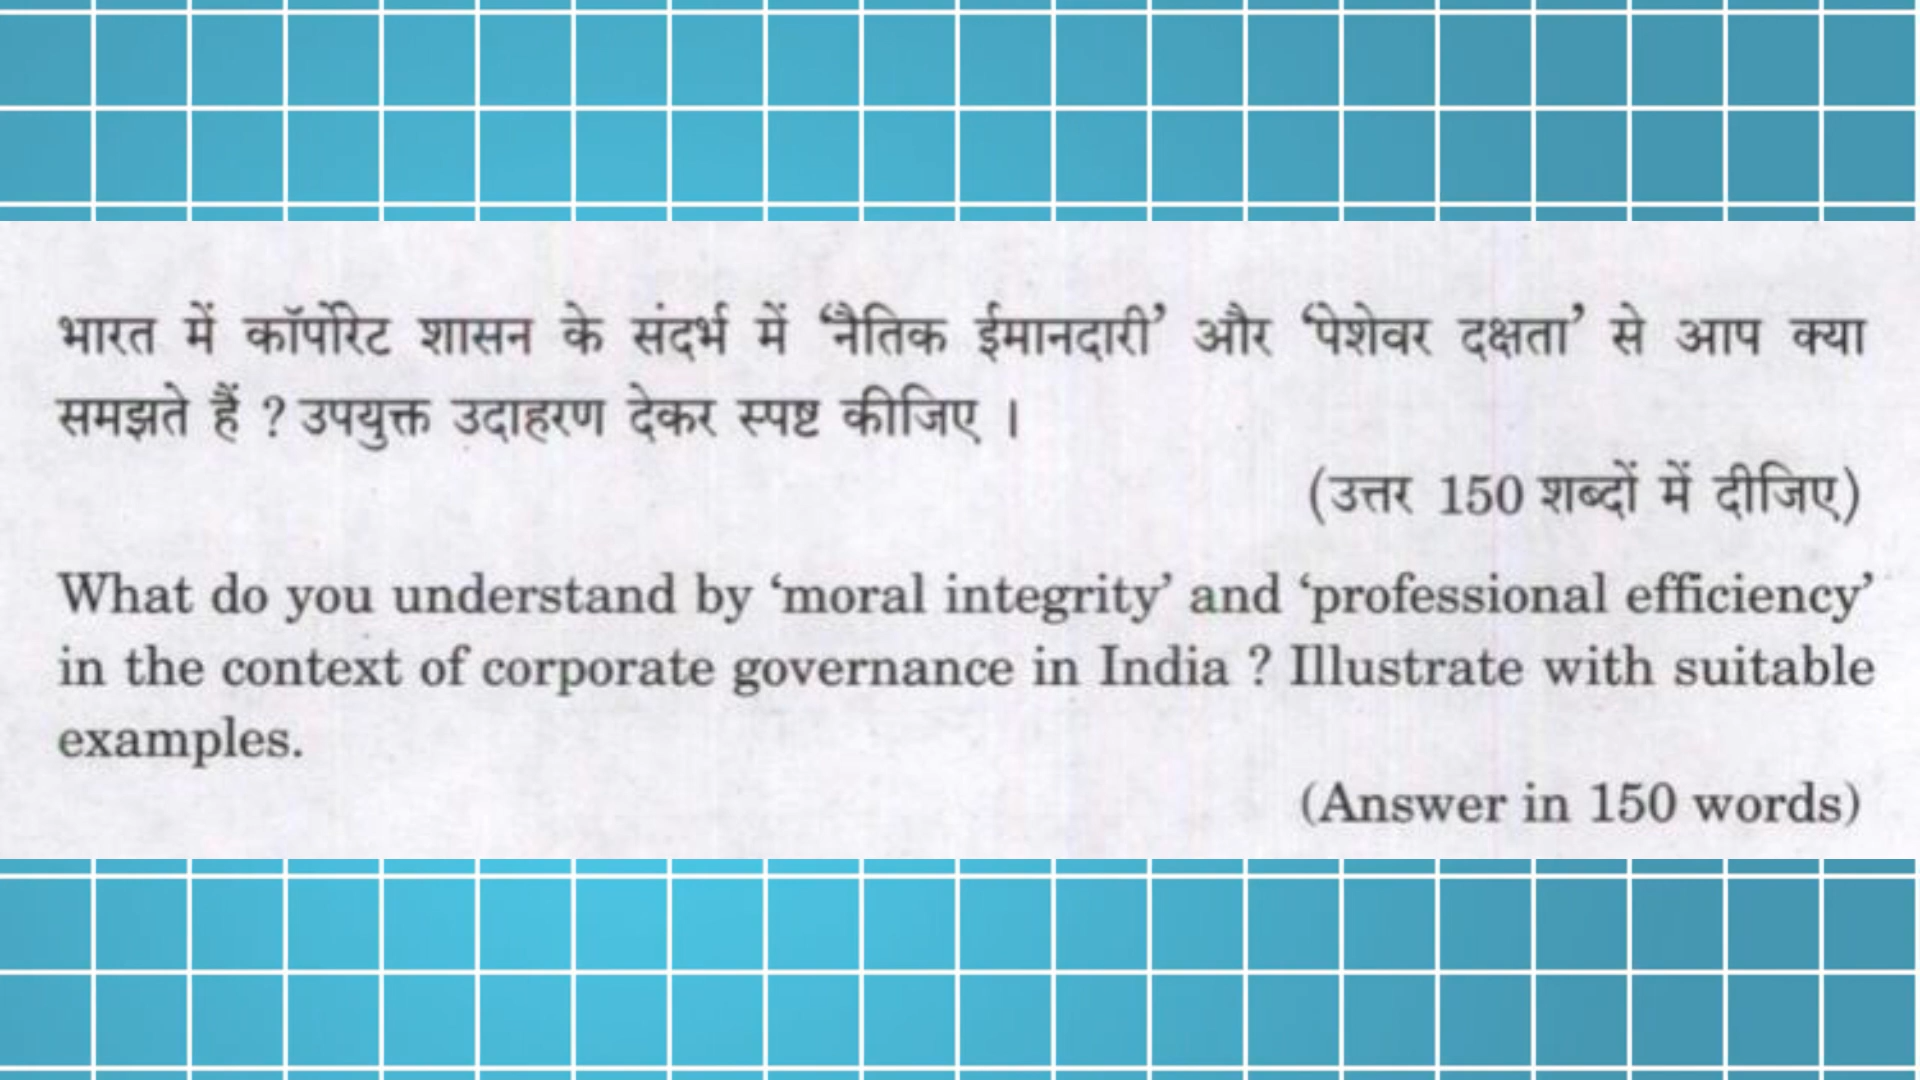 भारत में कॉर्पोरेट शासन के संदर्भ में ‘नैतिक ईमानदारी’ और ‘पेशेवर दक्षता’ से आप क्या
समझते हैं ? उपयुक्त उदाहरण देकर स्पष्ट कीजिए ।
(उत्तर 150 शब्दों में दीजिए)
What do you understand by ‘moral integrity’ and ‘professional efficiency’
in the context of corporate governance in India ? Illustrate with suitable
examples.
(Answer in 150 words)